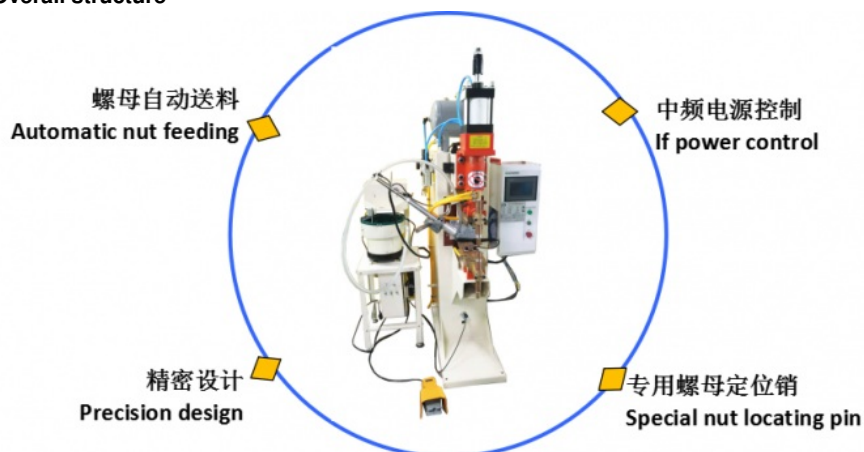 Overall structure
螺母自动送料
Automatic nut feeding
中频电源控制
If power control
精密设计
Precision design
专用螺母定位销
Special nut locating pin